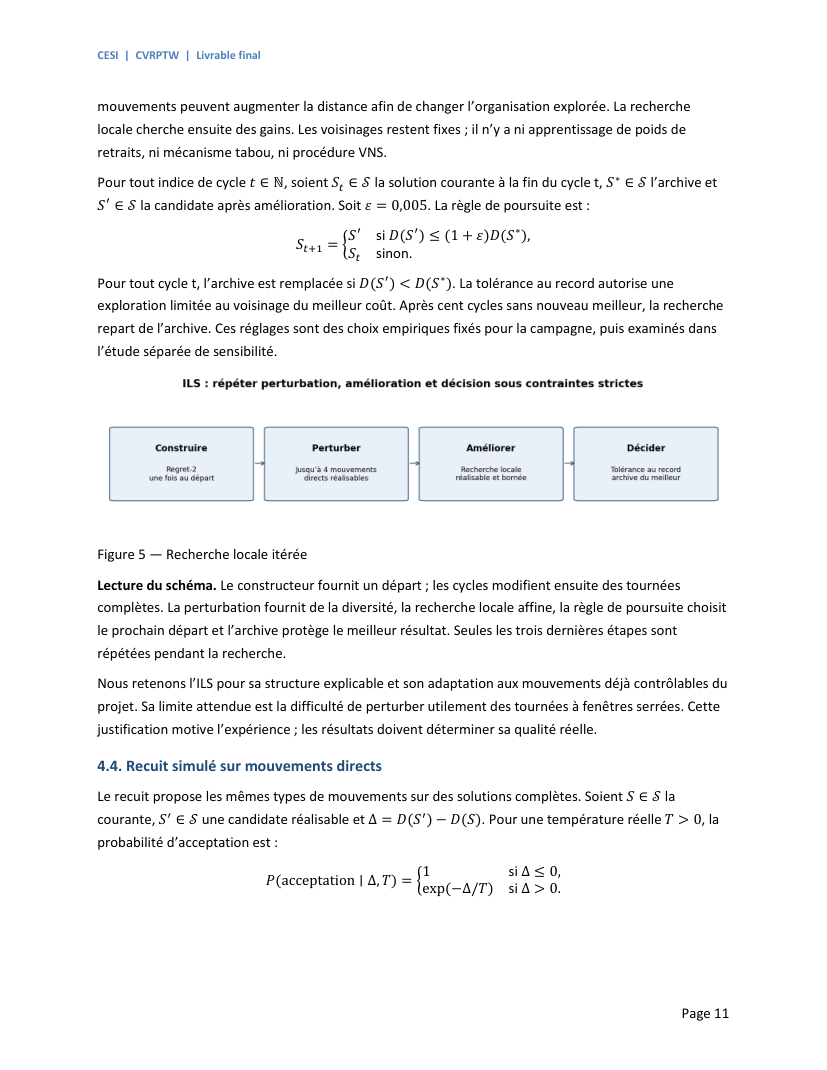 CESI | CVRPTW | Livrable final
mouvements peuvent augmenter la distance afin de changer l’organisation explorée. La recherche
locale cherche ensuite des gains. Les voisinages restent fixes ; il n’y a ni apprentissage de poids de
retraits, ni mécanisme tabou, ni procédure VNS.
Pour tout indice de cycle t ∈ ℕ, soient S_t ∈ 𝒮 la solution courante à la fin du cycle t, S* ∈ 𝒮 l’archive et
S′ ∈ 𝒮 la candidate après amélioration. Soit ε = 0,005. La règle de poursuite est :
S_{t+1} = { S′ si D(S′) ≤ (1 + ε)D(S*),
S_t sinon.
Pour tout cycle t, l’archive est remplacée si D(S′) < D(S*). La tolérance au record autorise une
exploration limitée au voisinage du meilleur coût. Après cent cycles sans nouveau meilleur, la recherche
repart de l’archive. Ces réglages sont des choix empiriques fixés pour la campagne, puis examinés dans
l’étude séparée de sensibilité.
ILS : répéter perturbation, amélioration et décision sous contraintes strictes
Construire
Regret-2
une fois au départ
Perturber
Jusqu'à 4 mouvements
directs réalisables
Améliorer
Recherche locale
réalisable et bornée
Décider
Tolérance au record
archive du meilleur
Figure 5 — Recherche locale itérée
Lecture du schéma. Le constructeur fournit un départ ; les cycles modifient ensuite des tournées
complètes. La perturbation fournit de la diversité, la recherche locale affine, la règle de poursuite choisit
le prochain départ et l’archive protège le meilleur résultat. Seules les trois dernières étapes sont
répétées pendant la recherche.
Nous retenons l’ILS pour sa structure explicable et son adaptation aux mouvements déjà contrôlables du
projet. Sa limite attendue est la difficulté de perturber utilement des tournées à fenêtres serrées. Cette
justification motive l’expérience ; les résultats doivent déterminer sa qualité réelle.
4.4. Recuit simulé sur mouvements directs
Le recuit propose les mêmes types de mouvements sur des solutions complètes. Soient S ∈ 𝒮 la
courante, S′ ∈ 𝒮 une candidate réalisable et Δ = D(S′) − D(S). Pour une température réelle T > 0, la
probabilité d’acceptation est :
P(acceptation | Δ, T) = { 1 si Δ ≤ 0,
exp(−Δ/T) si Δ > 0.
Page 11